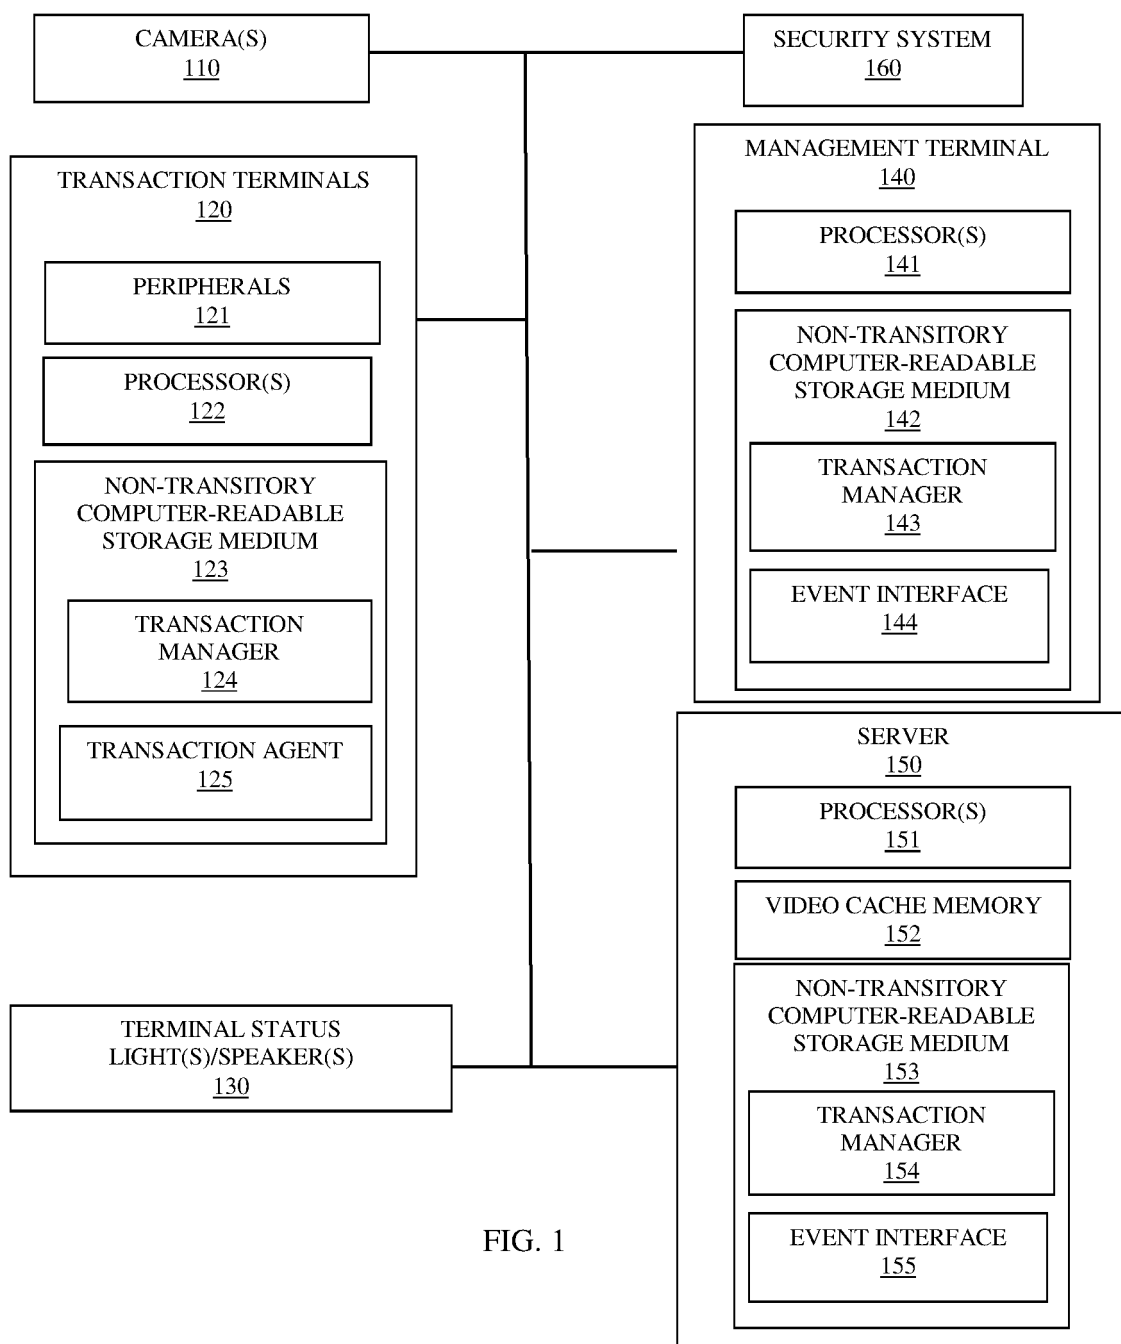 CAMERA(S)
110
SECURITY SYSTEM
160
TRANSACTION TERMINALS
120
PERIPHERALS
121
PROCESSOR(S)
122
NON-TRANSITORY
COMPUTER-READABLE
STORAGE MEDIUM
123
TRANSACTION
MANAGER
124
TRANSACTION AGENT
125
TERMINAL STATUS
LIGHT(S)/SPEAKER(S)
130
MANAGEMENT TERMINAL
140
PROCESSOR(S)
141
NON-TRANSITORY
COMPUTER-READABLE
STORAGE MEDIUM
142
TRANSACTION
MANAGER
143
EVENT INTERFACE
144
SERVER
150
PROCESSOR(S)
151
VIDEO CACHE MEMORY
152
NON-TRANSITORY
COMPUTER-READABLE
STORAGE MEDIUM
153
TRANSACTION
MANAGER
154
EVENT INTERFACE
155
FIG. 1